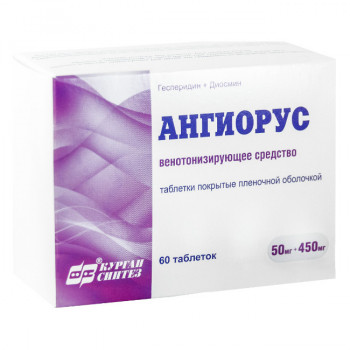 Гесперидин + Диосмин
АНГИОРУС
венотонизирующее средство
таблетки покрытые пленочной оболочкой
60 таблеток
50мг + 450мг
КУРГАН
СИНТЕЗ
®